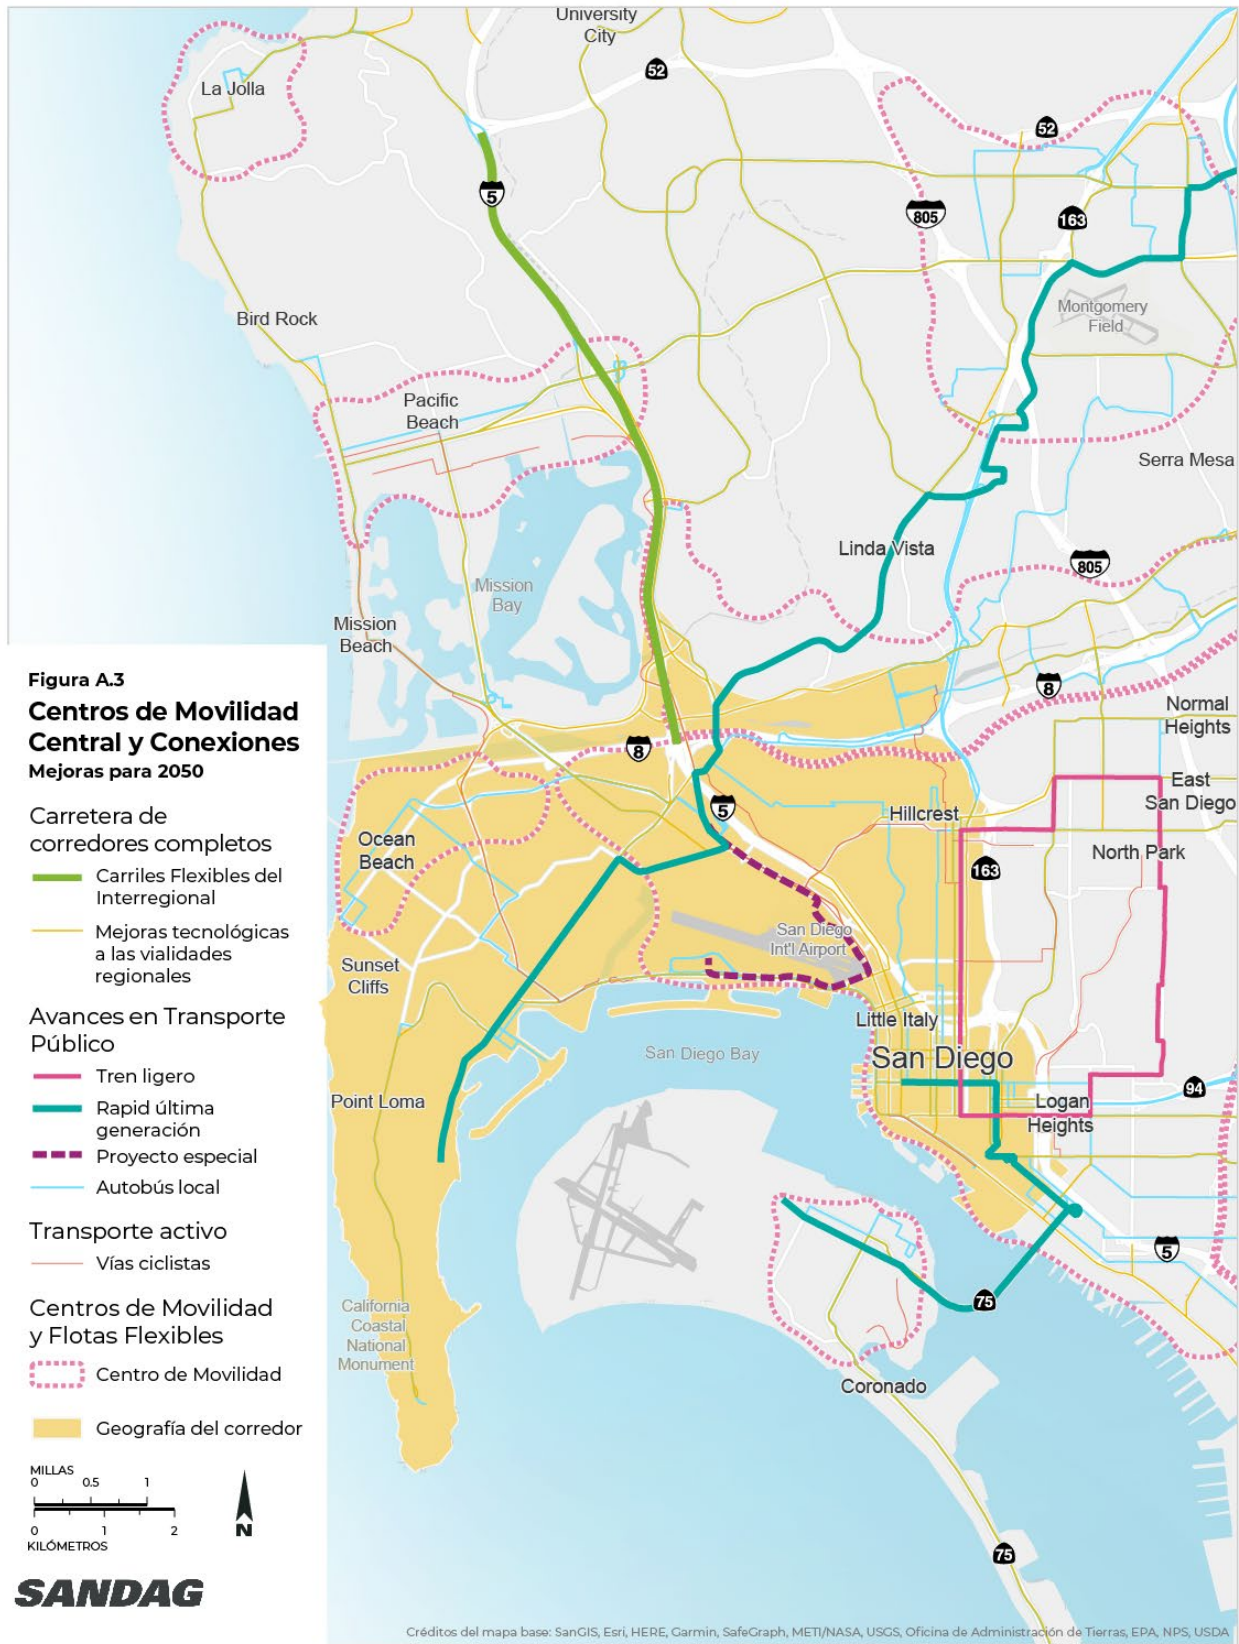 University
City
52
La Jolla
52
5
805
163
Montgomery
Field
Bird Rock
Pacific
Beach
Serra Mesa
Linda Vista
805
Mission
Bay
Mission
Beach
8
Normal
Heights
8
East
San Diego
5
Hillcrest
Ocean
Beach
North Park
163
San Diego
Int'l Airport
Sunset
Cliffs
Little Italy
San Diego
San Diego Bay
94
Point Loma
Logan
Heights
5
75
California
Coastal
National
Monument
Coronado
75
Figura A.3
Centros de Movilidad
Central y Conexiones
Mejoras para 2050
Carretera de
corredores completos
Carriles Flexibles del
Interregional
Mejoras tecnológicas
a las vialidades
regionales
Avances en Transporte
Público
Tren ligero
Rapid última
generación
Proyecto especial
Autobús local
Transporte activo
Vías ciclistas
Centros de Movilidad
y Flotas Flexibles
Centro de Movilidad
Geografía del corredor
MILLAS
0 0.5 1
0 1 2
KILÓMETROS
N
SANDAG
Créditos del mapa base: SanGIS, Esri, HERE, Garmin, SafeGraph, METI/NASA, USGS, Oficina de Administración de Tierras, EPA, NPS, USDA